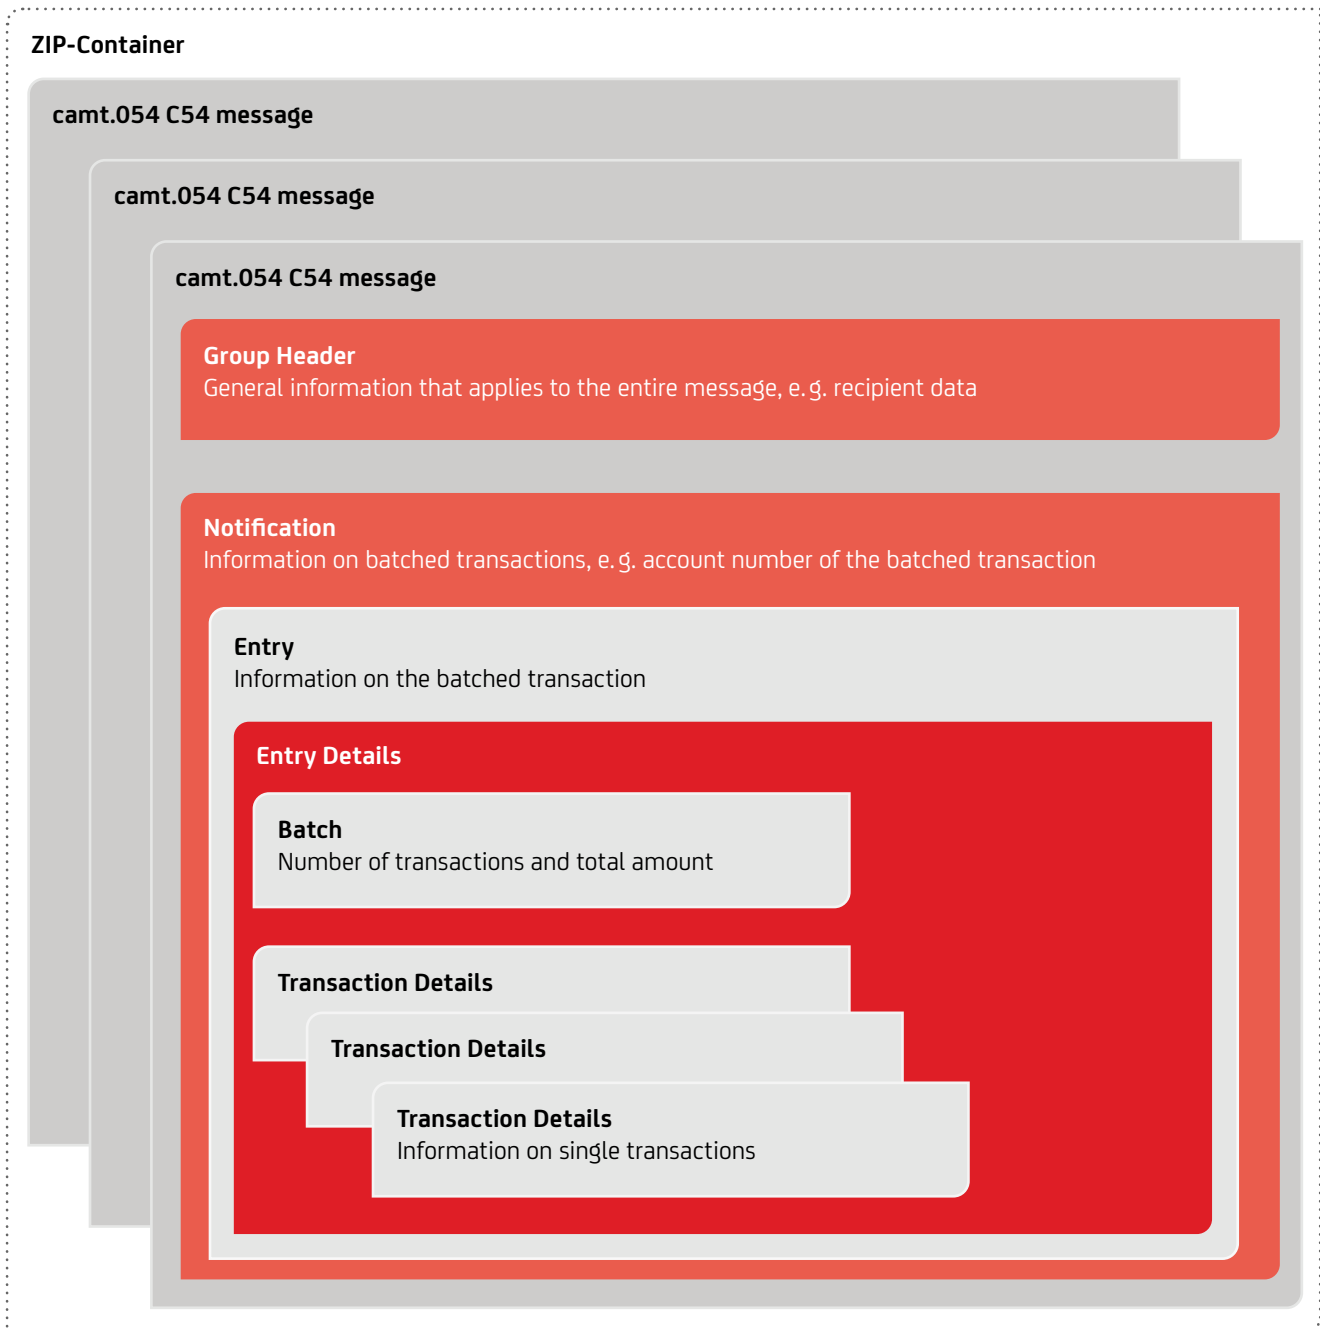 ZIP-Container
camt.054 C54 message
camt.054 C54 message
camt.054 C54 message
Group Header
General information that applies to the entire message, e. g. recipient data
Notification
Information on batched transactions, e. g. account number of the batched transaction
Entry
Information on the batched transaction
Entry Details
Batch
Number of transactions and total amount
Transaction Details
Transaction Details
Transaction Details
Information on single transactions